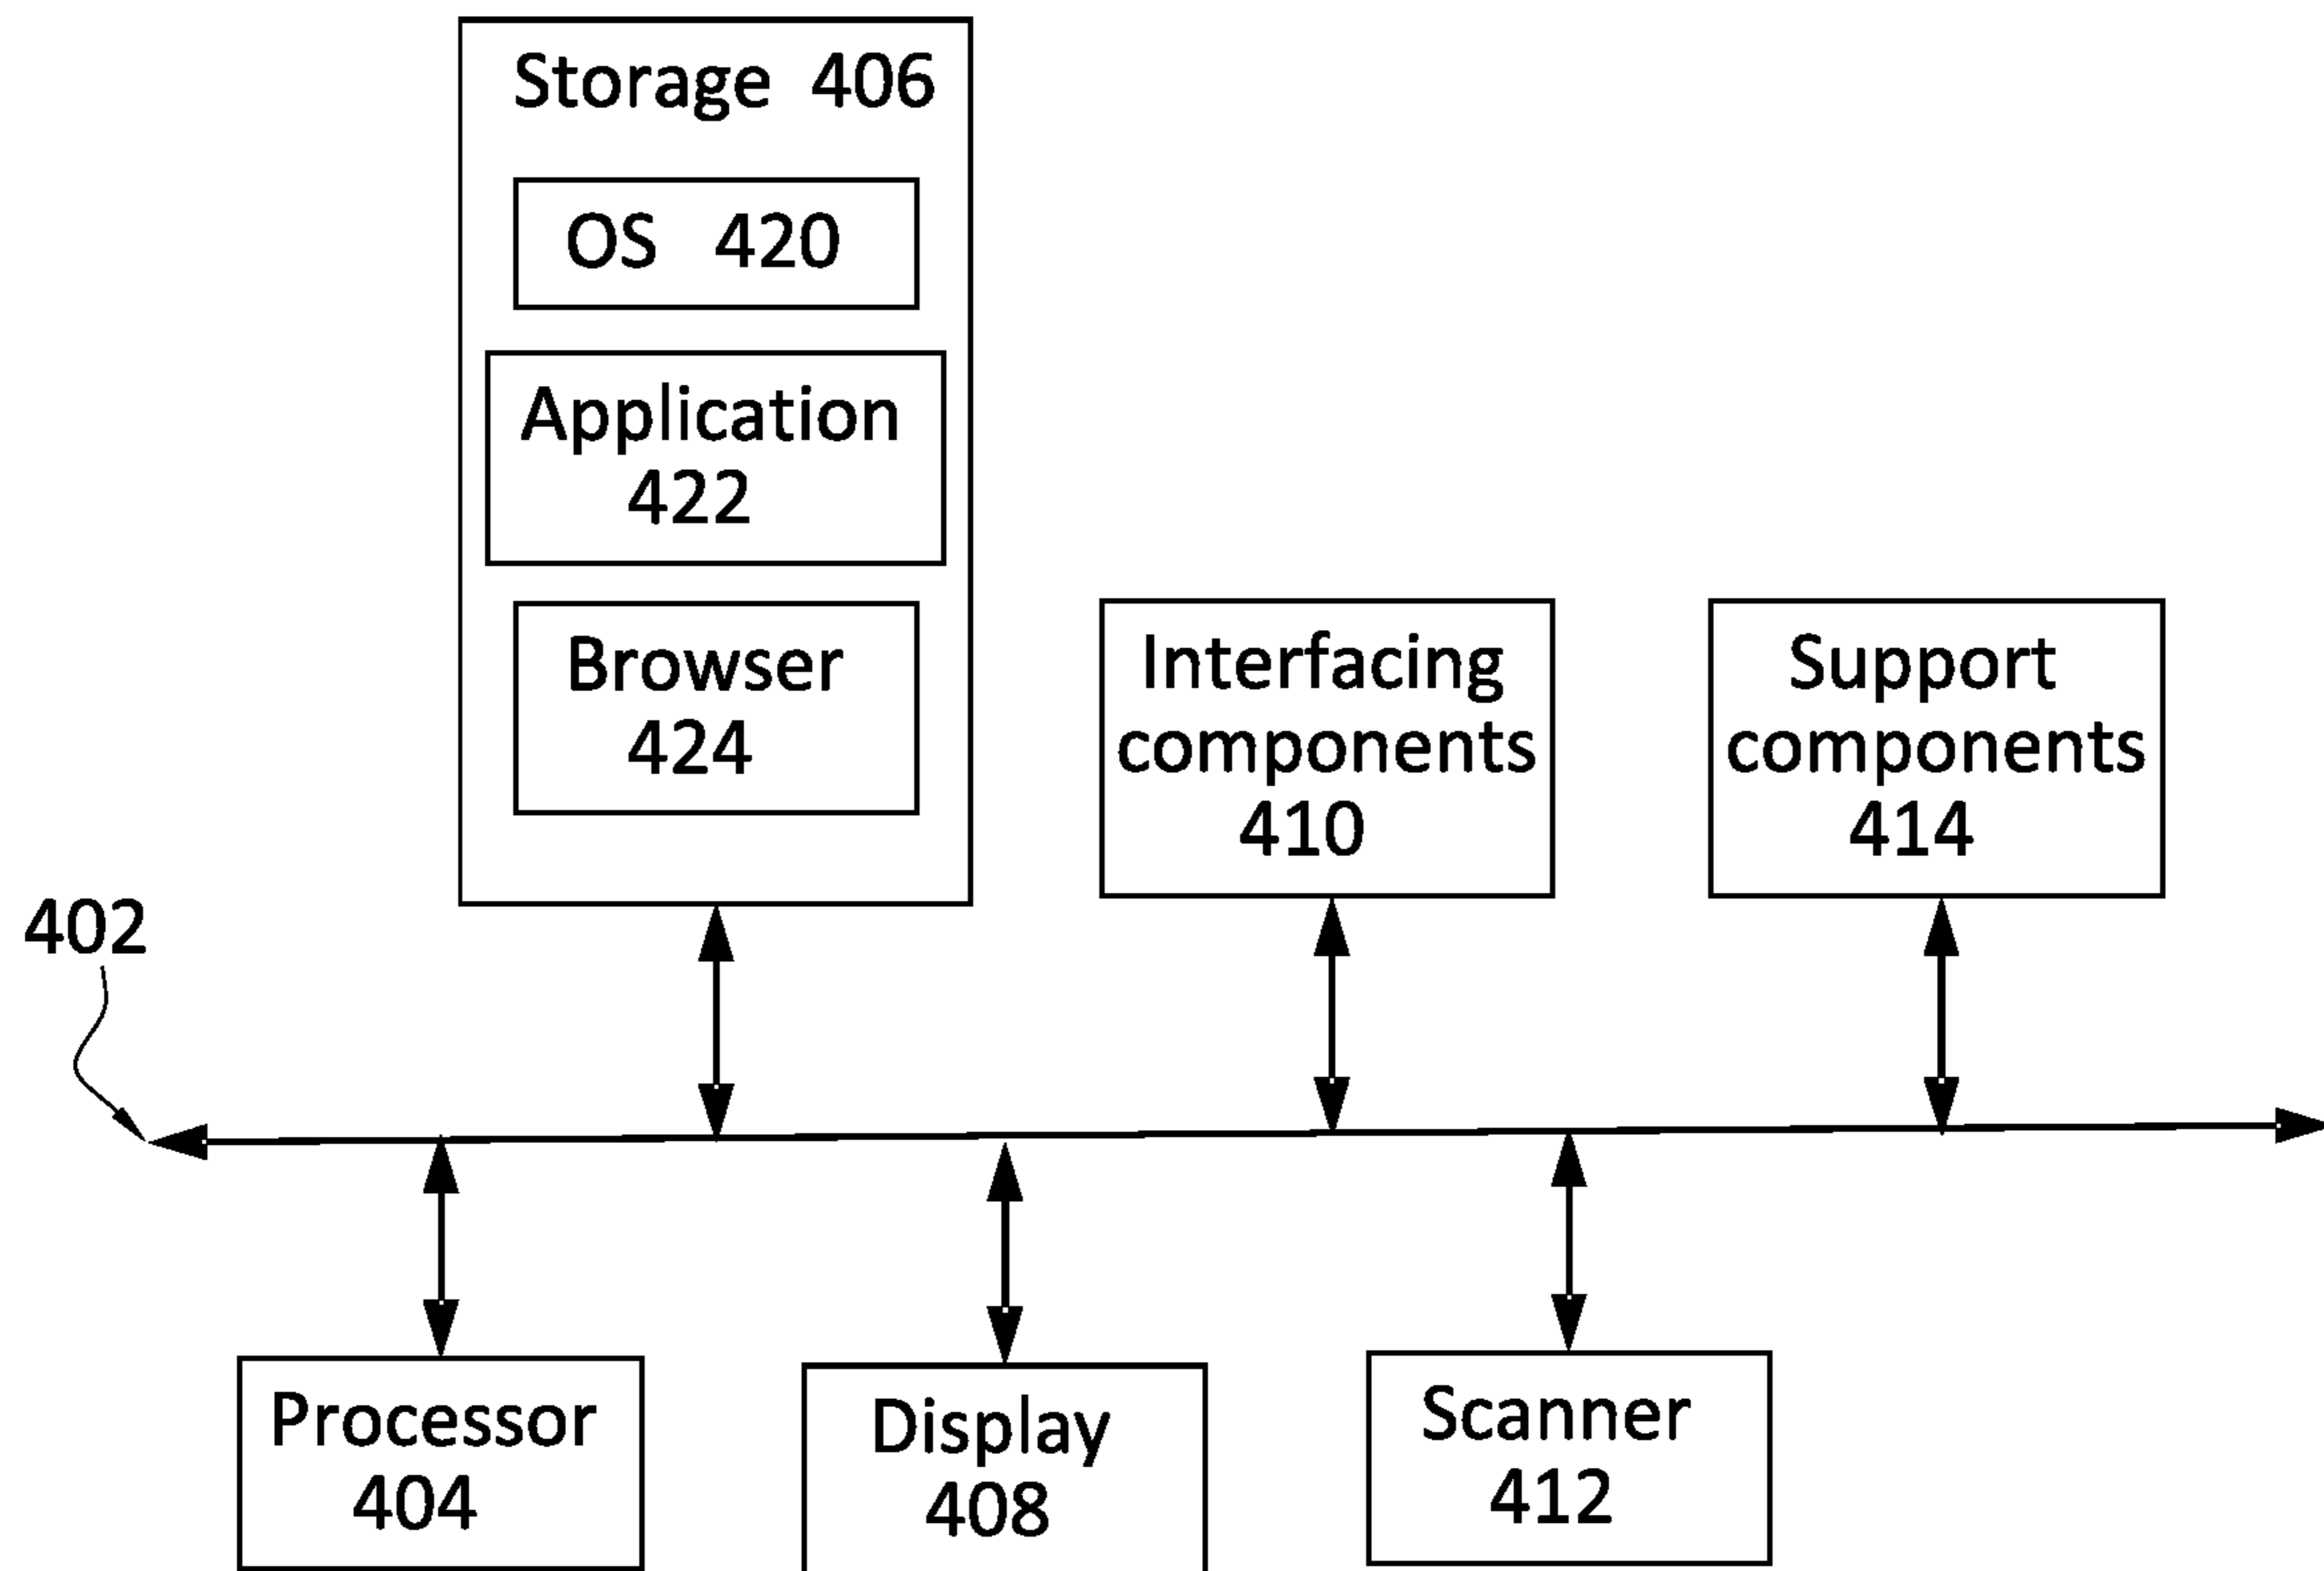 Storage 406
OS 420
Application
422
Browser
424
Interfacing
components
410
Support
components
414
402
Processor
404
Display
408
Scanner
412